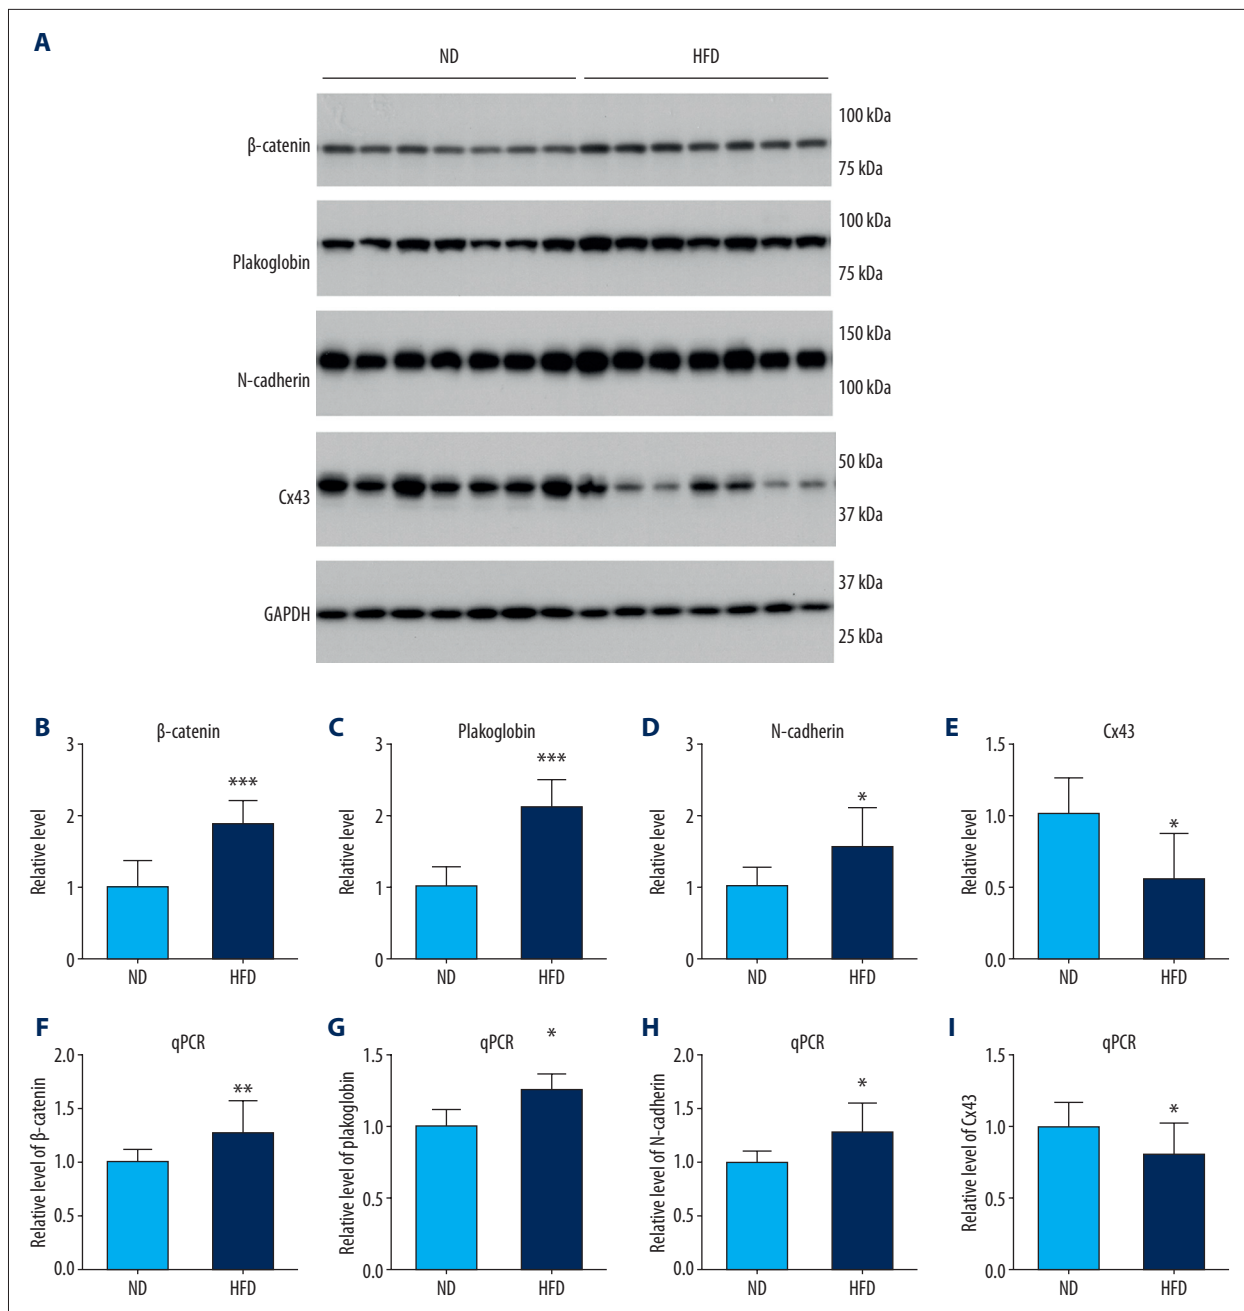 A
ND HFD
β-catenin 100 kDa
75 kDa
Plakoglobin 100 kDa
75 kDa
N-cadherin 150 kDa
100 kDa
Cx43 50 kDa
37 kDa
GAPDH 37 kDa
25 kDa
B β-catenin
Relative level
3
2
1
0
***
ND HFD
C Plakoglobin
Relative level
3
2
1
0
***
ND HFD
D N-cadherin
Relative level
3
2
1
0
*
ND HFD
E Cx43
Relative level
1.5
1.0
0.5
0.0
*
ND HFD
F qPCR
Relative level of β-catenin
2.0
1.5
1.0
0.5
0.0
**
ND HFD
G qPCR
Relative level of plakoglobin
1.5
1.0
0.5
0.0
*
ND HFD
H qPCR
Relative level of N-cadherin
2.0
1.5
1.0
0.5
0.0
*
ND HFD
I qPCR
Relative level of Cx43
1.5
1.0
0.5
0.0
*
ND HFD